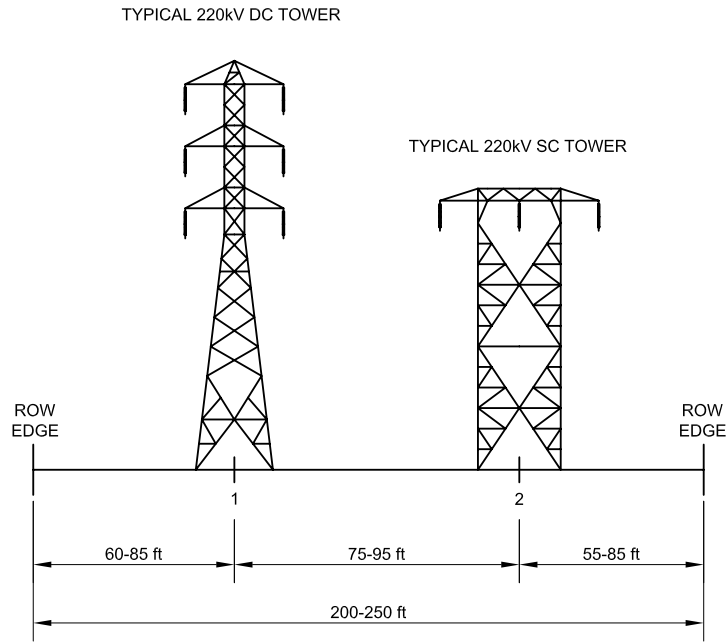 TYPICAL 220kV DC TOWER
TYPICAL 220kV SC TOWER
ROW
EDGE
ROW
EDGE
1
2
60-85 ft
75-95 ft
55-85 ft
200-250 ft